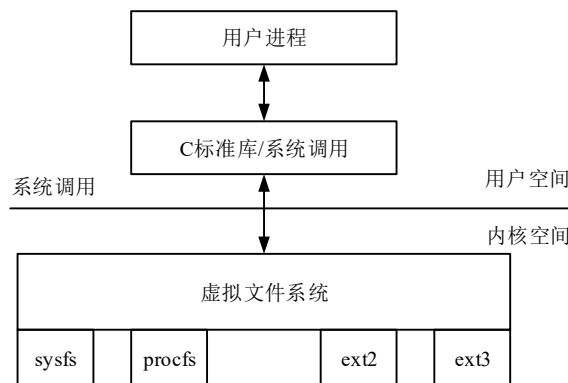 用户进程
C标准库/系统调用
系统调用
用户空间
内核空间
虚拟文件系统
sysfs
procfs
ext2
ext3